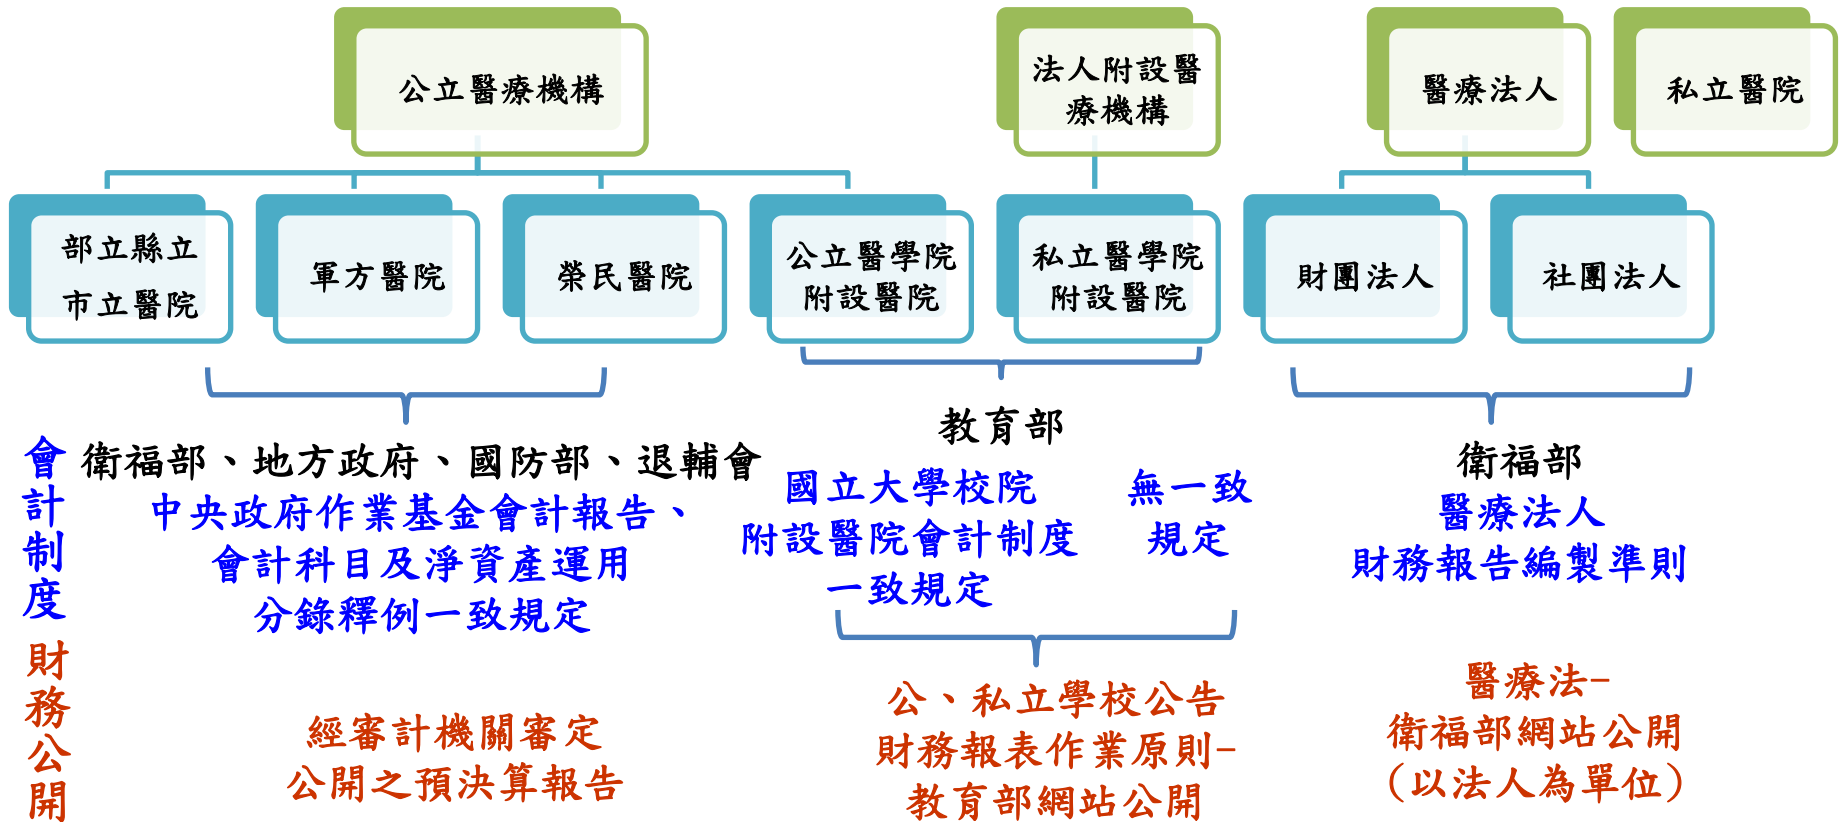 公立醫療機構
法人附設醫
療機構
醫療法人
私立醫院
部立縣立
市立醫院
軍方醫院
榮民醫院
公立醫學院
附設醫院
私立醫學院
附設醫院
財團法人
社團法人
會計制度
衛福部、地方政府、國防部、退輔會
中央政府作業基金會計報告、
會計科目及淨資產運用
分錄釋例一致規定
教育部
國立大學校院
附設醫院會計制度
一致規定
無一致
規定
衛福部
醫療法人
財務報告編製準則
財務公開
經審計機關審定
公開之預決算報告
公、私立學校公告
財務報表作業原則-
教育部網站公開
醫療法-
衛福部網站公開
(以法人為單位)